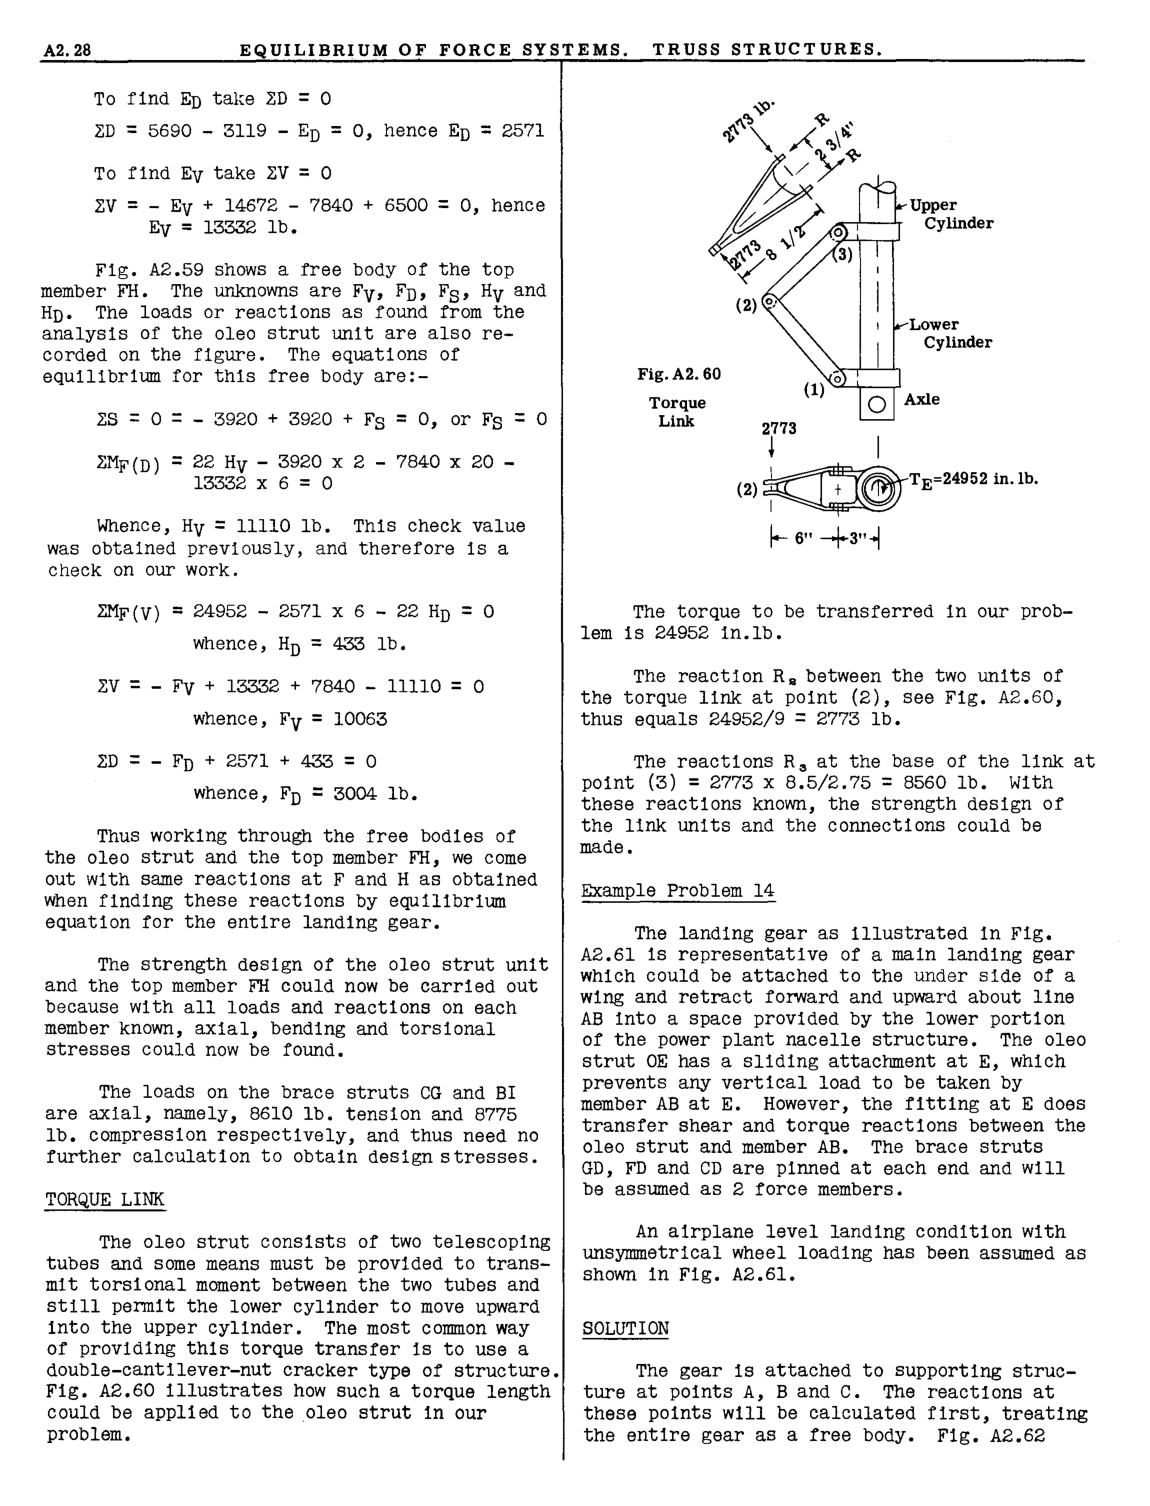 A2.28 EQUILIBRIUM OF FORCE SYSTEMS. TRUSS STRUCTURES.
To find E_D take ΣD = 0
ΣD = 5690 - 3119 - E_D = 0, hence E_D = 2571
To find E_V take ΣV = 0
ΣV = - E_V + 14672 - 7840 + 6500 = 0, hence
E_V = 13332 lb.
Fig. A2.59 shows a free body of the top
member FH. The unknowns are F_V, F_D, F_S, H_V and
H_D. The loads or reactions as found from the
analysis of the oleo strut unit are also re-
corded on the figure. The equations of
equilibrium for this free body are:-
ΣS = 0 = - 3920 + 3920 + F_S = 0, or F_S = 0
ΣM_F(D) = 22 H_V - 3920 x 2 - 7840 x 20 -
13332 x 6 = 0
Whence, H_V = 11110 lb. This check value
was obtained previously, and therefore is a
check on our work.
ΣM_F(V) = 24952 - 2571 x 6 - 22 H_D = 0
whence, H_D = 433 lb.
ΣV = - F_V + 13332 + 7840 - 11110 = 0
whence, F_V = 10063
ΣD = - F_D + 2571 + 433 = 0
whence, F_D = 3004 lb.
Thus working through the free bodies of
the oleo strut and the top member FH, we come
out with same reactions at F and H as obtained
when finding these reactions by equilibrium
equation for the entire landing gear.
The strength design of the oleo strut unit
and the top member FH could now be carried out
because with all loads and reactions on each
member known, axial, bending and torsional
stresses could now be found.
The loads on the brace struts CG and BI
are axial, namely, 8610 lb. tension and 8775
lb. compression respectively, and thus need no
further calculation to obtain design stresses.
TORQUE LINK
The oleo strut consists of two telescoping
tubes and some means must be provided to trans-
mit torsional moment between the two tubes and
still permit the lower cylinder to move upward
into the upper cylinder. The most common way
of providing this torque transfer is to use a
double-cantilever-nut cracker type of structure.
Fig. A2.60 illustrates how such a torque length
could be applied to the oleo strut in our
problem.
2773 lb.
R
2 3/4"
R
Upper
Cylinder
8 1/2
2773
(3)
(2)
Lower
Cylinder
Fig. A2.60
(1)
Axle
Torque
Link
2773
(2)
T_E=24952 in.lb.
6" 3"
The torque to be transferred in our prob-
lem is 24952 in.lb.
The reaction R₂ between the two units of
the torque link at point (2), see Fig. A2.60,
thus equals 24952/9 = 2773 lb.
The reactions R₃ at the base of the link at
point (3) = 2773 x 8.5/2.75 = 8560 lb. With
these reactions known, the strength design of
the link units and the connections could be
made.
Example Problem 14
The landing gear as illustrated in Fig.
A2.61 is representative of a main landing gear
which could be attached to the under side of a
wing and retract forward and upward about line
AB into a space provided by the lower portion
of the power plant nacelle structure. The oleo
strut OE has a sliding attachment at E, which
prevents any vertical load to be taken by
member AB at E. However, the fitting at E does
transfer shear and torque reactions between the
oleo strut and member AB. The brace struts
GD, FD and CD are pinned at each end and will
be assumed as 2 force members.
An airplane level landing condition with
unsymmetrical wheel loading has been assumed as
shown in Fig. A2.61.
SOLUTION
The gear is attached to supporting struc-
ture at points A, B and C. The reactions at
these points will be calculated first, treating
the entire gear as a free body. Fig. A2.62